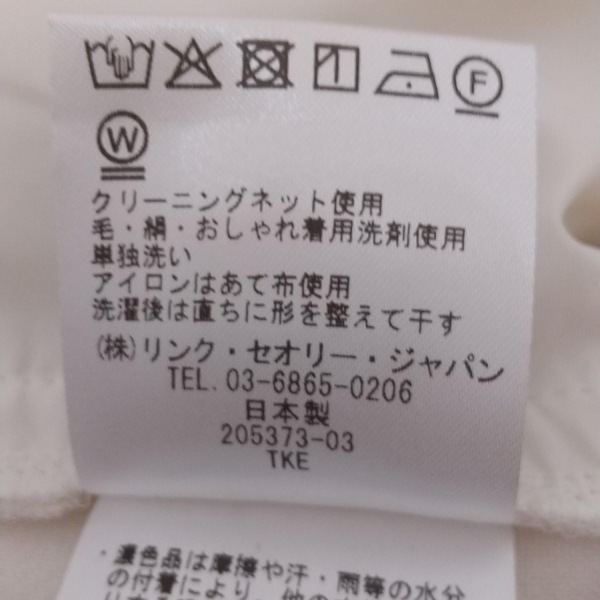 F
W
クリーニングネット使用
毛・絹・おしゃれ着用洗剤使用
単独洗い
アイロンはあて布使用
洗濯後は直ちに形を整えて干す
(株)リンク・セオリー・ジャパン
TEL. 03-6865-0206
日本製
205373-03
TKE
・濃色品は摩擦や汗・雨等の水分
の付着により、他の